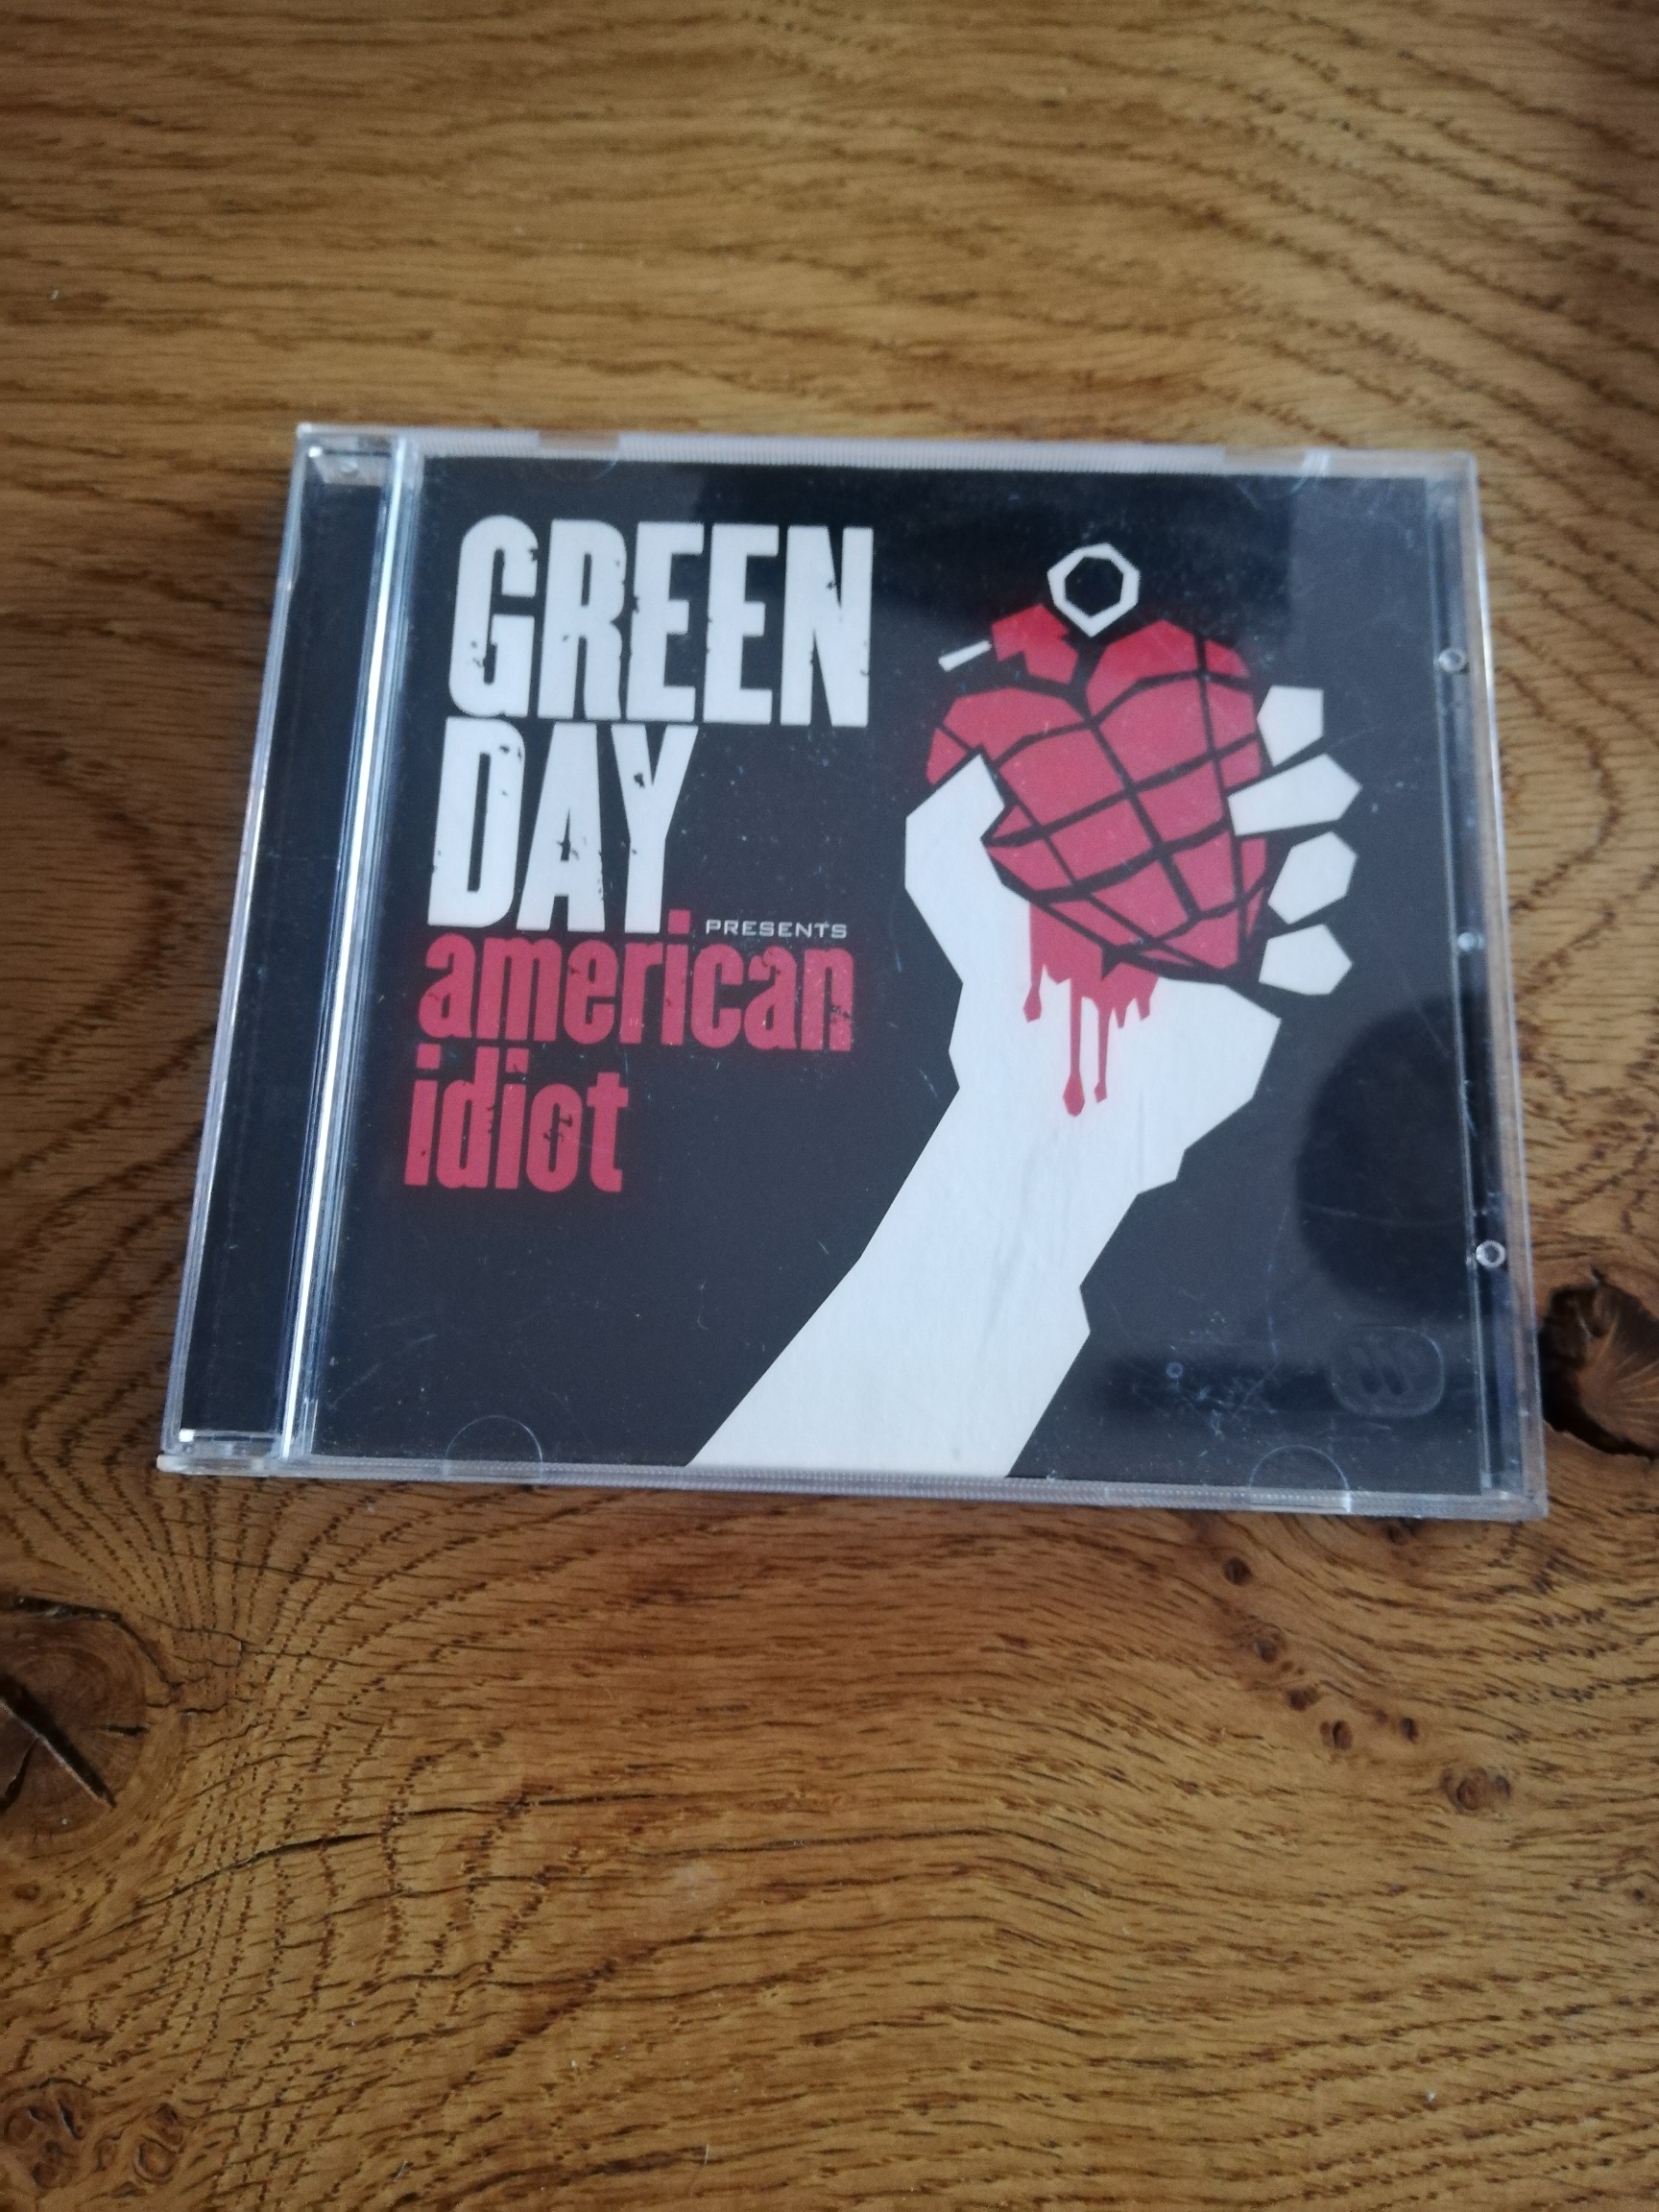 GREEN
DAY
PRESENTS
american
idiot